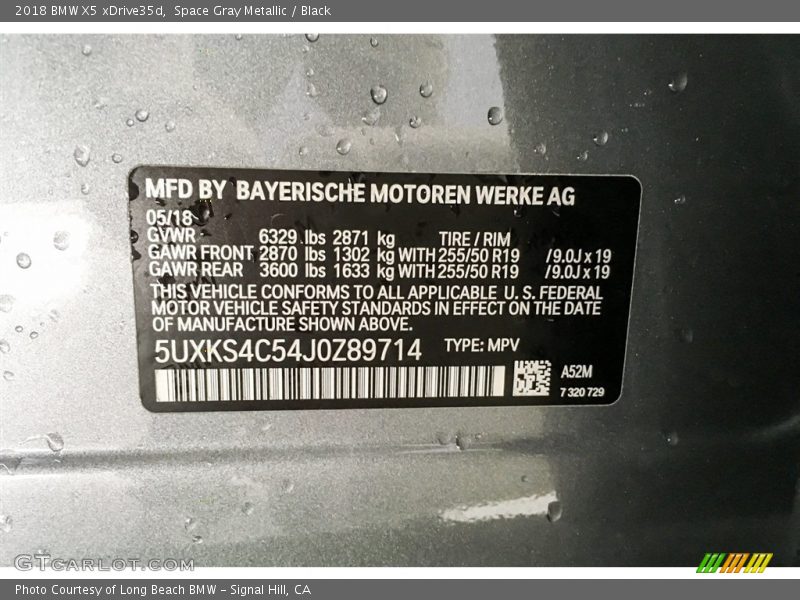 2018 BMW X5 xDrive35d, Space Gray Metallic / Black
MFD BY BAYERISCHE MOTOREN WERKE AG
05/18
GVWR 6329 lbs 2871 kg TIRE / RIM
GAWR FRONT 2870 lbs 1302 kg WITH 255/50 R19 /9.0J x 19
GAWR REAR 3600 lbs 1633 kg WITH 255/50 R19 /9.0J x 19
THIS VEHICLE CONFORMS TO ALL APPLICABLE U. S. FEDERAL
MOTOR VEHICLE SAFETY STANDARDS IN EFFECT ON THE DATE
OF MANUFACTURE SHOWN ABOVE.
5UXKS4C54J0Z89714 TYPE: MPV
A52M
7 320 729
GTCARLOT.COM
Photo Courtesy of Long Beach BMW - Signal Hill, CA